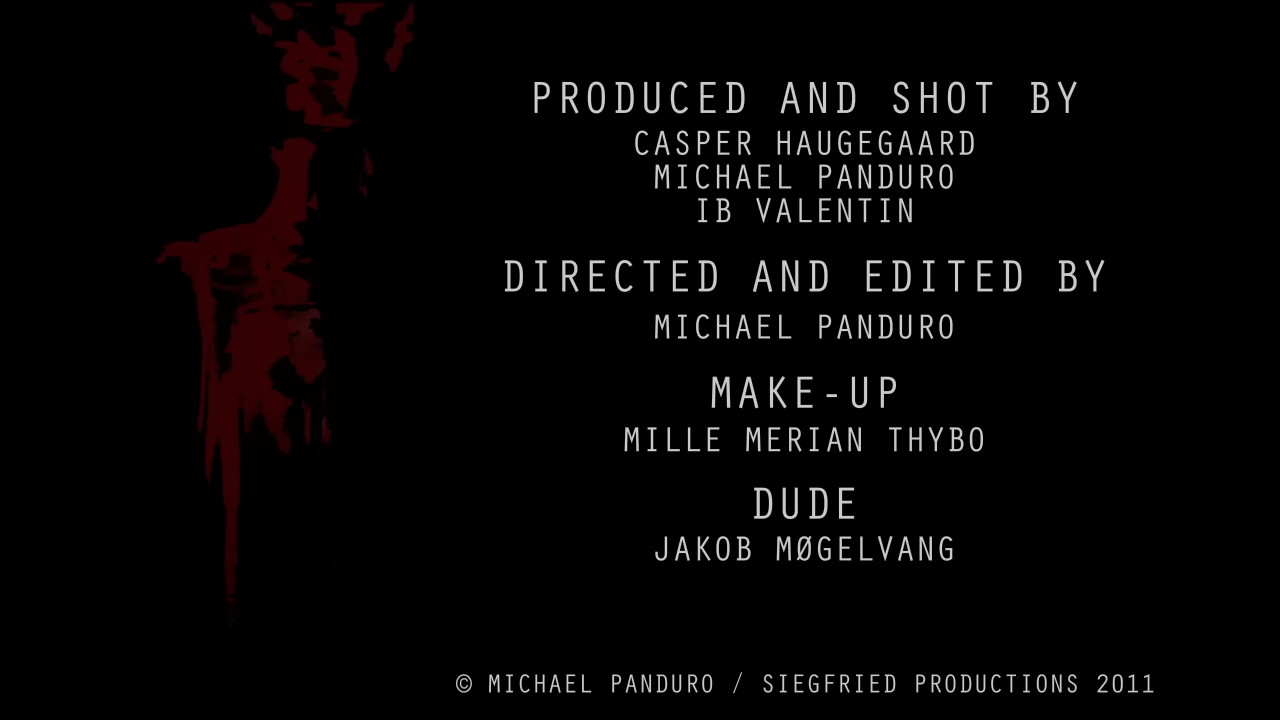 PRODUCED AND SHOT BY
CASPER HAUGEGAARD
MICHAEL PANDURO
IB VALENTIN
DIRECTED AND EDITED BY
MICHAEL PANDURO
MAKE-UP
MILLE MERIAN THYBO
DUDE
JAKOB MØGELVANG
© MICHAEL PANDURO / SIEGFRIED PRODUCTIONS 2011